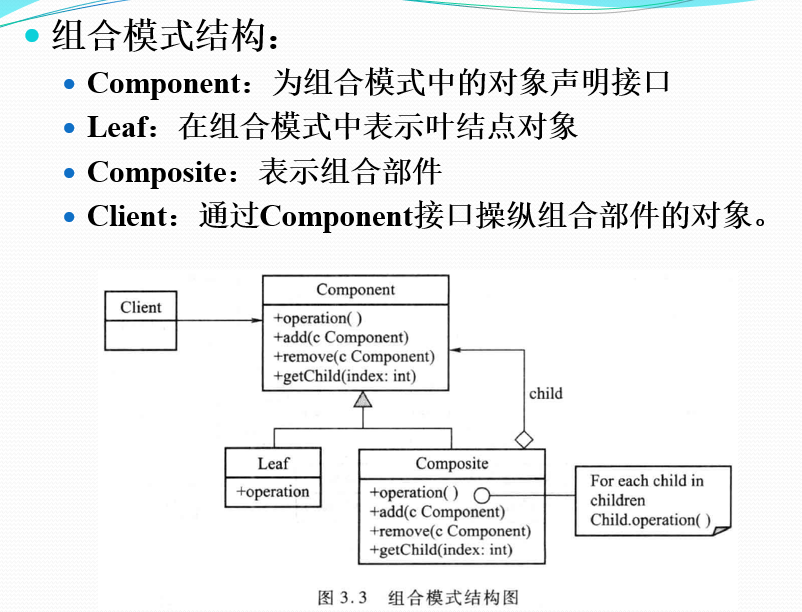 组合模式结构：
Component：为组合模式中的对象声明接口
Leaf：在组合模式中表示叶结点对象
Composite：表示组合部件
Client：通过Component接口操纵组合部件的对象。
Client
Component
+operation( )
+add(c Component)
+remove(c Component)
+getChild(index: int)
child
Leaf
+operation
Composite
+operation( )
+add(c Component)
+remove(c Component)
+getChild(index: int)
For each child in
children
Child.operation( )
图 3.3 组合模式结构图